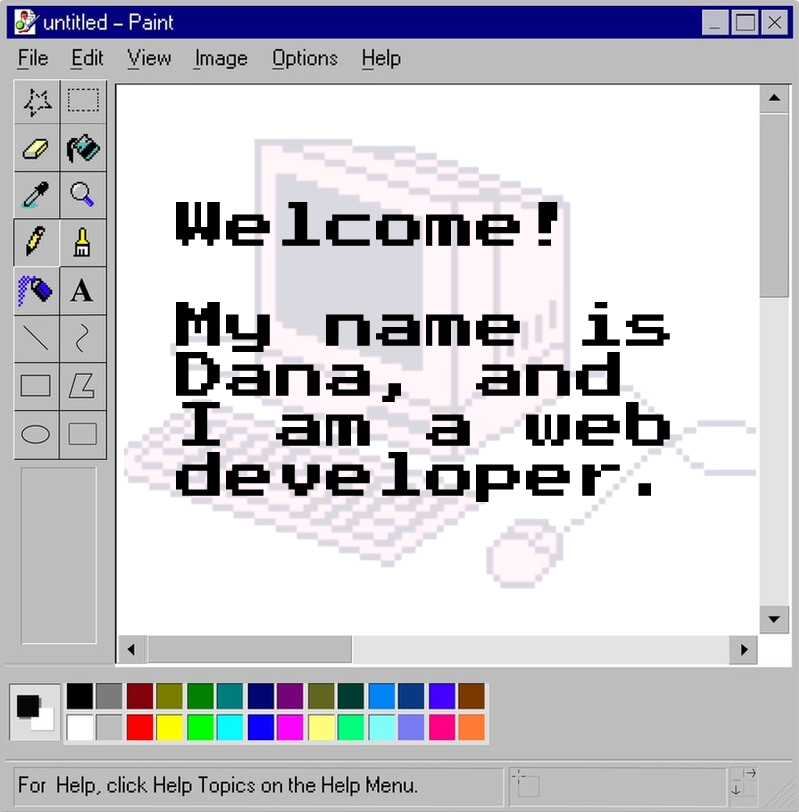 untitled – Paint
File Edit View Image Options Help
A
Welcome!
My name is
Dana, and
I am a web
developer.
For Help, click Help Topics on the Help Menu.